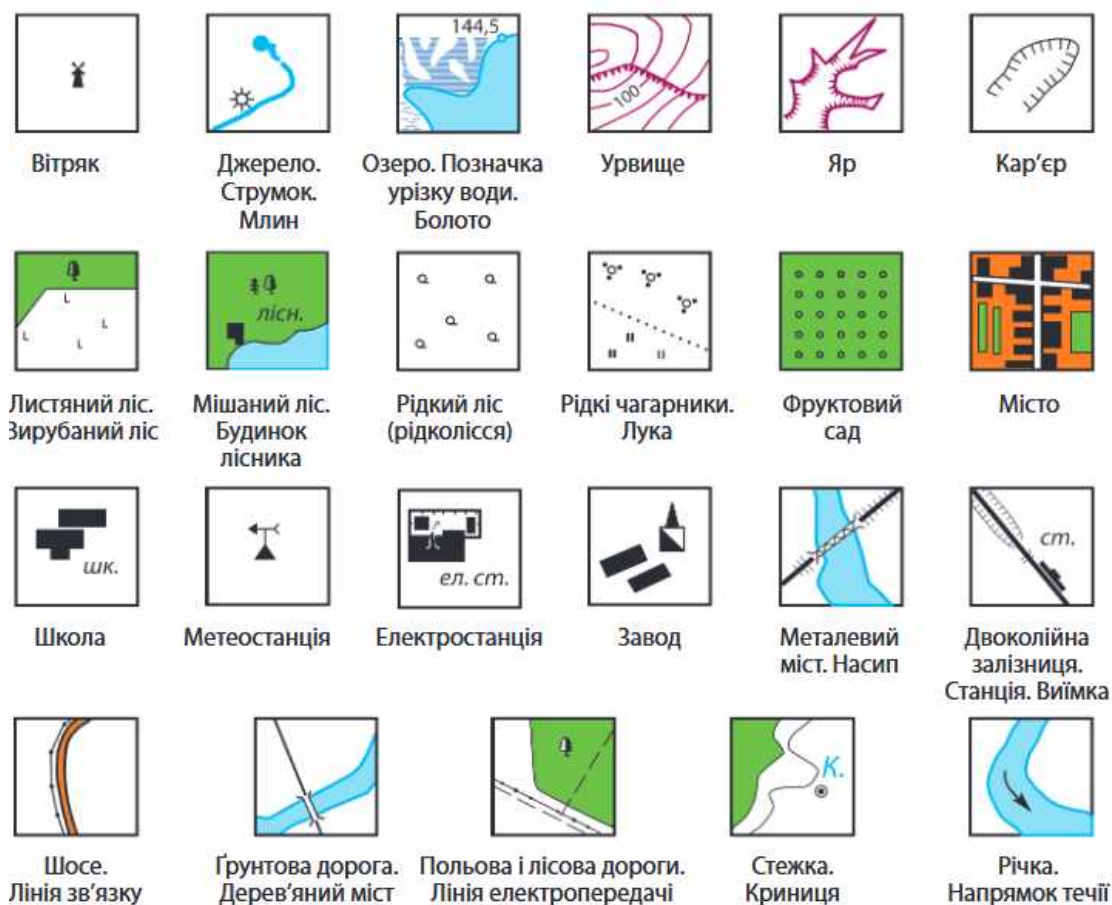 144,5
100
Вітряк
Джерело.
Струмок.
Млин
Озеро. Позначка
урізку води.
Болото
Урвище
Яр
Кар’єр
лісн.
Листяний ліс.
Вирубаний ліс
Мішаний ліс.
Будинок
лісника
Рідкий ліс
(рідколісся)
Рідкі чагарники.
Лука
Фруктовий
сад
Місто
шк.
ел. ст.
ст.
Школа
Метеостанція
Електростанція
Завод
Металевий
міст. Насип
Двоколійна
залізниця.
Станція. Виїмка
К.
Шосе.
Лінія зв’язку
Ґрунтова дорога.
Дерев’яний міст
Польова і лісова дороги.
Лінія електропередачі
Стежка.
Криниця
Річка.
Напрямок течії